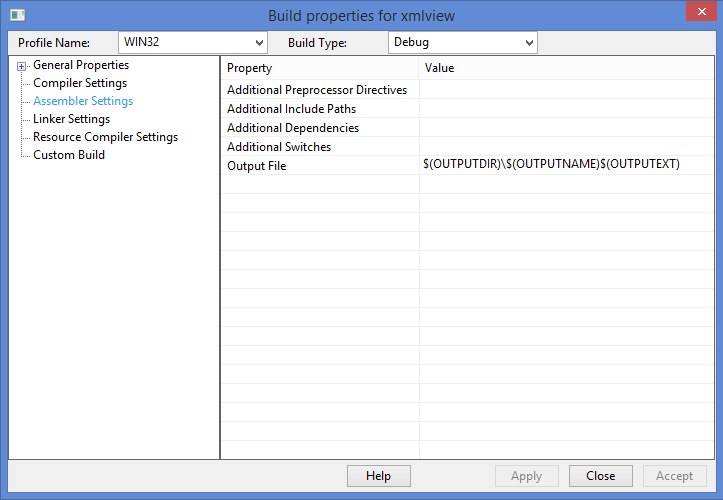 Build properties for xmlview
Profile Name: WIN32 Build Type: Debug
General Properties
Compiler Settings
Assembler Settings
Linker Settings
Resource Compiler Settings
Custom Build
Property Value
Additional Preprocessor Directives
Additional Include Paths
Additional Dependencies
Additional Switches
Output File $(OUTPUTDIR)\$(OUTPUTNAME)$(OUTPUTEXT)
Help Apply Close Accept